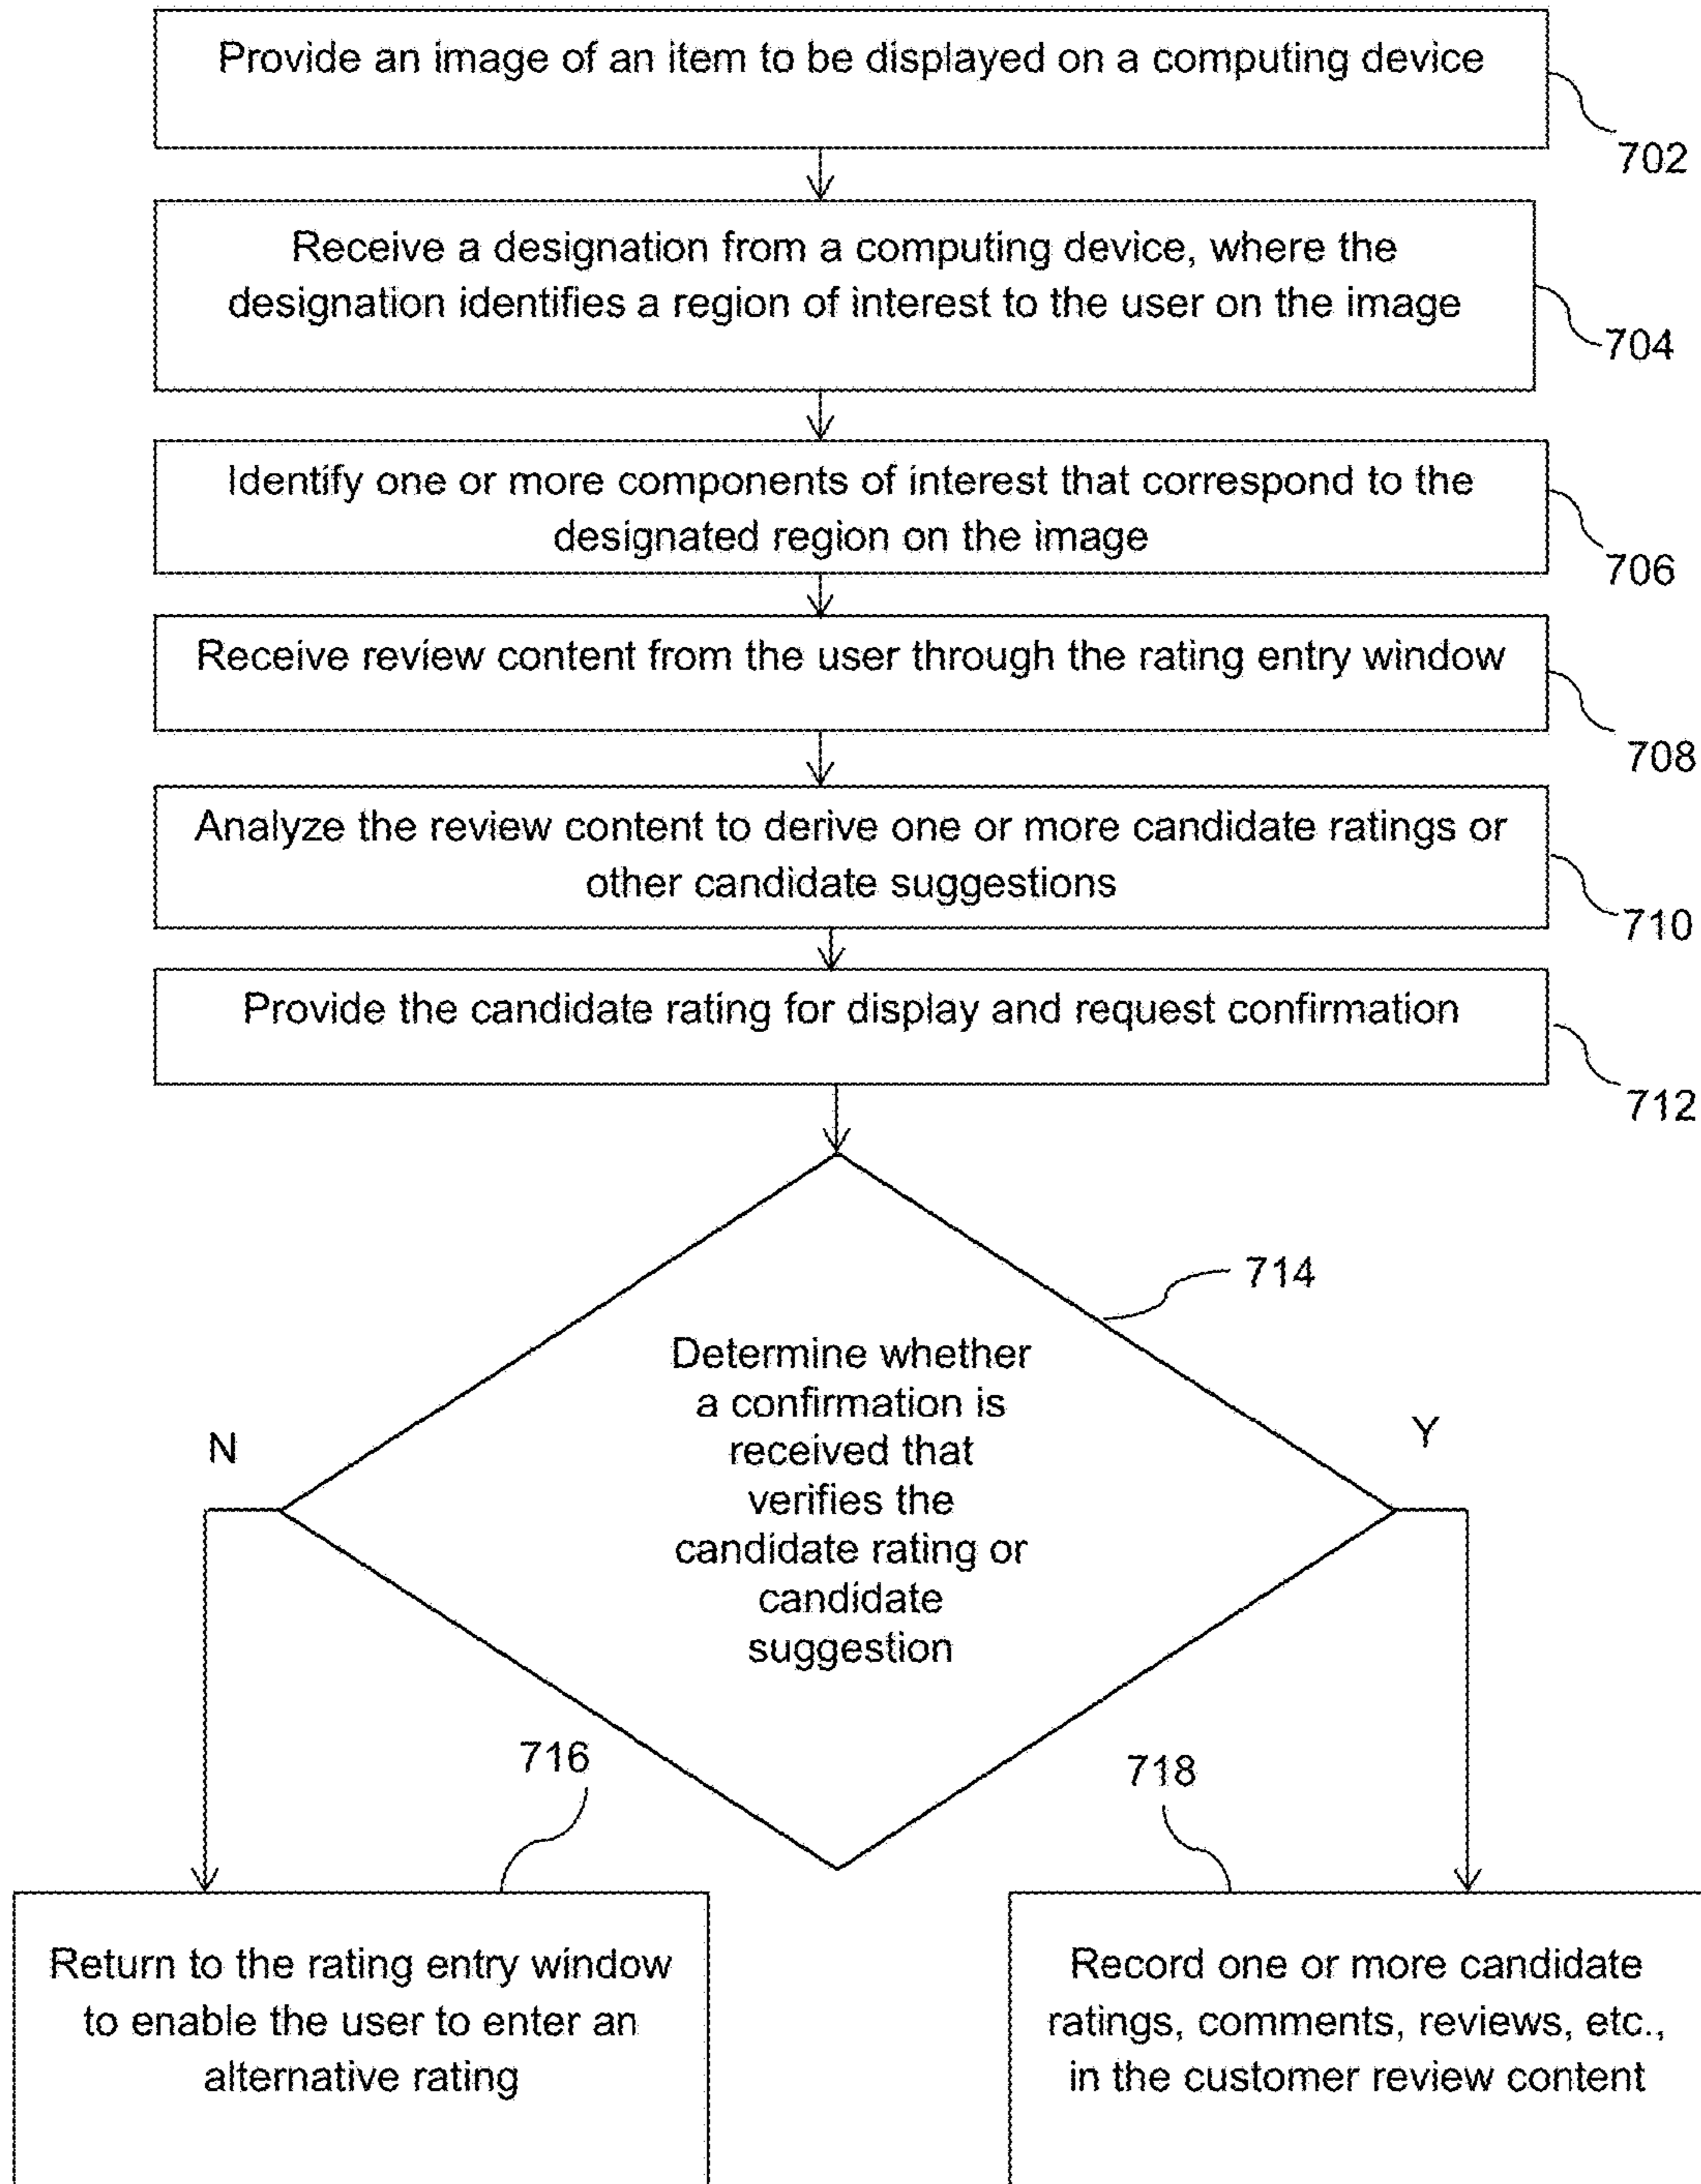 Provide an image of an item to be displayed on a computing device
702
Receive a designation from a computing device, where the
designation identifies a region of interest to the user on the image
704
Identify one or more components of interest that correspond to the
designated region on the image
706
Receive review content from the user through the rating entry window
708
Analyze the review content to derive one or more candidate ratings or
other candidate suggestions
710
Provide the candidate rating for display and request confirmation
712
714
Determine whether
a confirmation is
received that
verifies the
candidate rating or
candidate
suggestion
N
Y
716
718
Return to the rating entry window
to enable the user to enter an
alternative rating
Record one or more candidate
ratings, comments, reviews, etc.,
in the customer review content